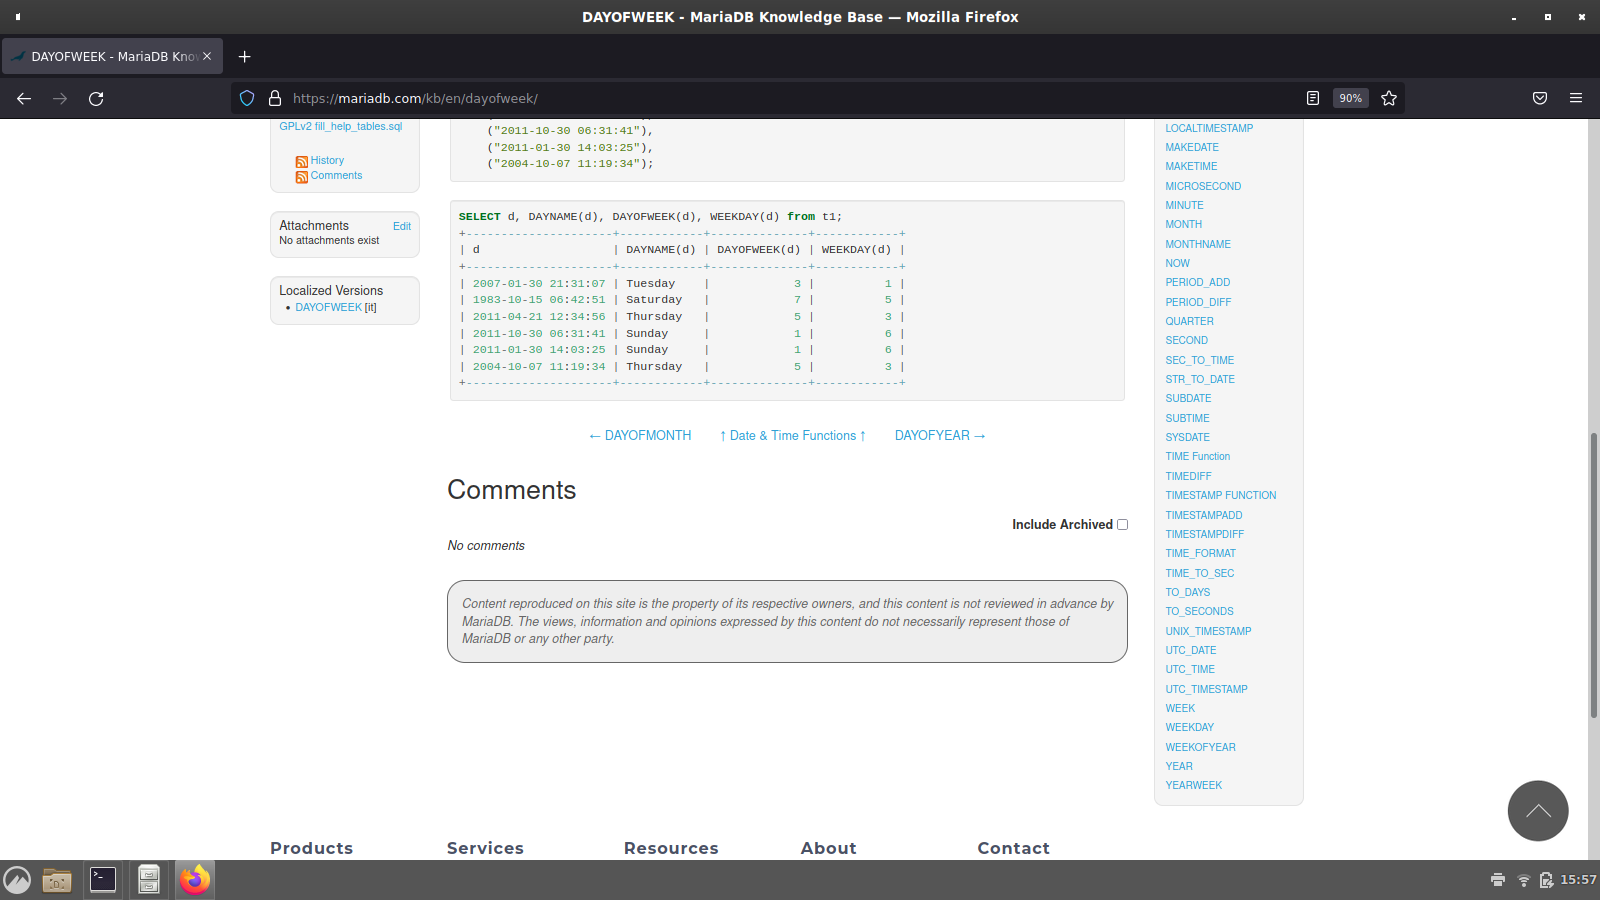 DAYOFWEEK - MariaDB Knowledge Base — Mozilla Firefox
DAYOFWEEK - MariaDB Kno
https://mariadb.com/kb/en/dayofweek/
90%
GPLv2 fill_help_tables.sql
History
Comments
Attachments Edit
No attachments exist
Localized Versions
• DAYOFWEEK [it]
("2011-10-30 06:31:41"),
("2011-01-30 14:03:25"),
("2004-10-07 11:19:34");
SELECT d, DAYNAME(d), DAYOFWEEK(d), WEEKDAY(d) from t1;
+---------------------+------------+--------------+------------+
| d                   | DAYNAME(d) | DAYOFWEEK(d) | WEEKDAY(d) |
+---------------------+------------+--------------+------------+
| 2007-01-30 21:31:07 | Tuesday    |            3 |          1 |
| 1983-10-15 06:42:51 | Saturday   |            7 |          5 |
| 2011-04-21 12:34:56 | Thursday   |            5 |          3 |
| 2011-10-30 06:31:41 | Sunday     |            1 |          6 |
| 2011-01-30 14:03:25 | Sunday     |            1 |          6 |
| 2004-10-07 11:19:34 | Thursday   |            5 |          3 |
+---------------------+------------+--------------+------------+
← DAYOFMONTH ↑ Date & Time Functions ↑ DAYOFYEAR →
Comments
Include Archived
No comments
Content reproduced on this site is the property of its respective owners, and this content is not reviewed in advance by
MariaDB. The views, information and opinions expressed by this content do not necessarily represent those of
MariaDB or any other party.
LOCALTIMESTAMP
MAKEDATE
MAKETIME
MICROSECOND
MINUTE
MONTH
MONTHNAME
NOW
PERIOD_ADD
PERIOD_DIFF
QUARTER
SECOND
SEC_TO_TIME
STR_TO_DATE
SUBDATE
SUBTIME
SYSDATE
TIME Function
TIMEDIFF
TIMESTAMP FUNCTION
TIMESTAMPADD
TIMESTAMPDIFF
TIME_FORMAT
TIME_TO_SEC
TO_DAYS
TO_SECONDS
UNIX_TIMESTAMP
UTC_DATE
UTC_TIME
UTC_TIMESTAMP
WEEK
WEEKDAY
WEEKOFYEAR
YEAR
YEARWEEK
Products Services Resources About Contact
15:57